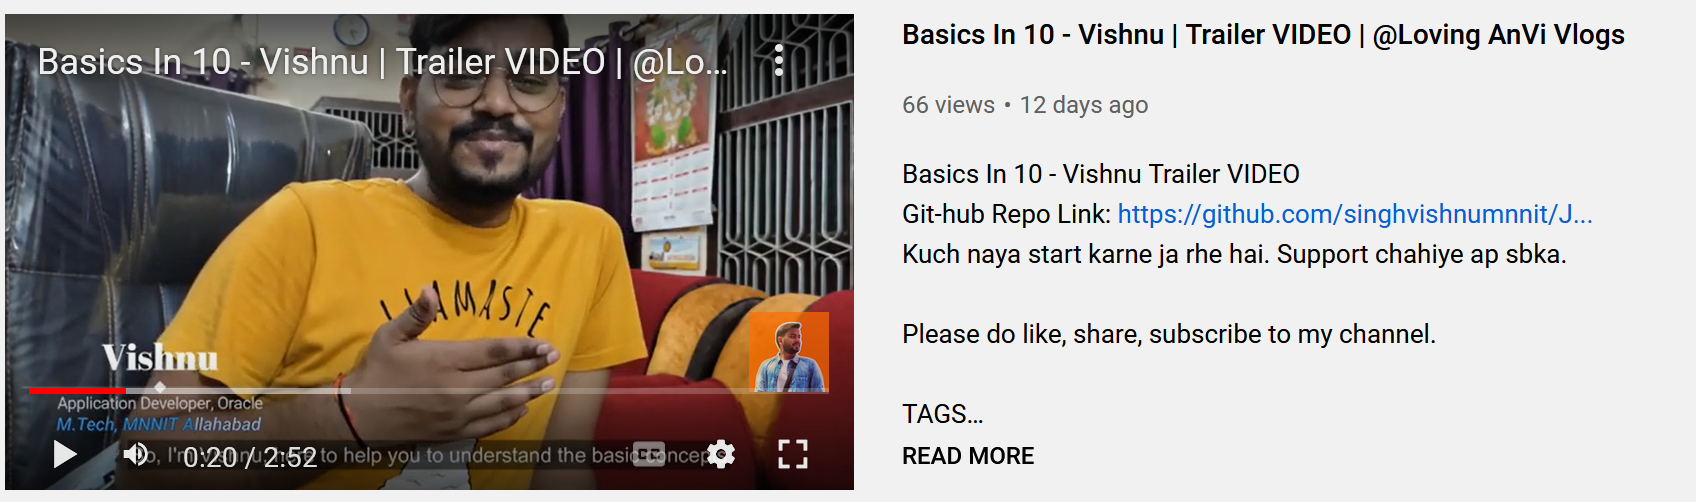 Basics In 10 - Vishnu | Trailer VIDEO | @Lo...
NAMASTE
Vishnu
Application Developer, Oracle
M.Tech, MNNIT Allahabad
I'm vishnu, here to help you to understand the basic concepts
0:20 / 2:52
Basics In 10 - Vishnu | Trailer VIDEO | @Loving AnVi Vlogs
66 views • 12 days ago
Basics In 10 - Vishnu Trailer VIDEO
Git-hub Repo Link: https://github.com/singhvishnumnnit/J...
Kuch naya start karne ja rhe hai. Support chahiye ap sbka.
Please do like, share, subscribe to my channel.
TAGS...
READ MORE